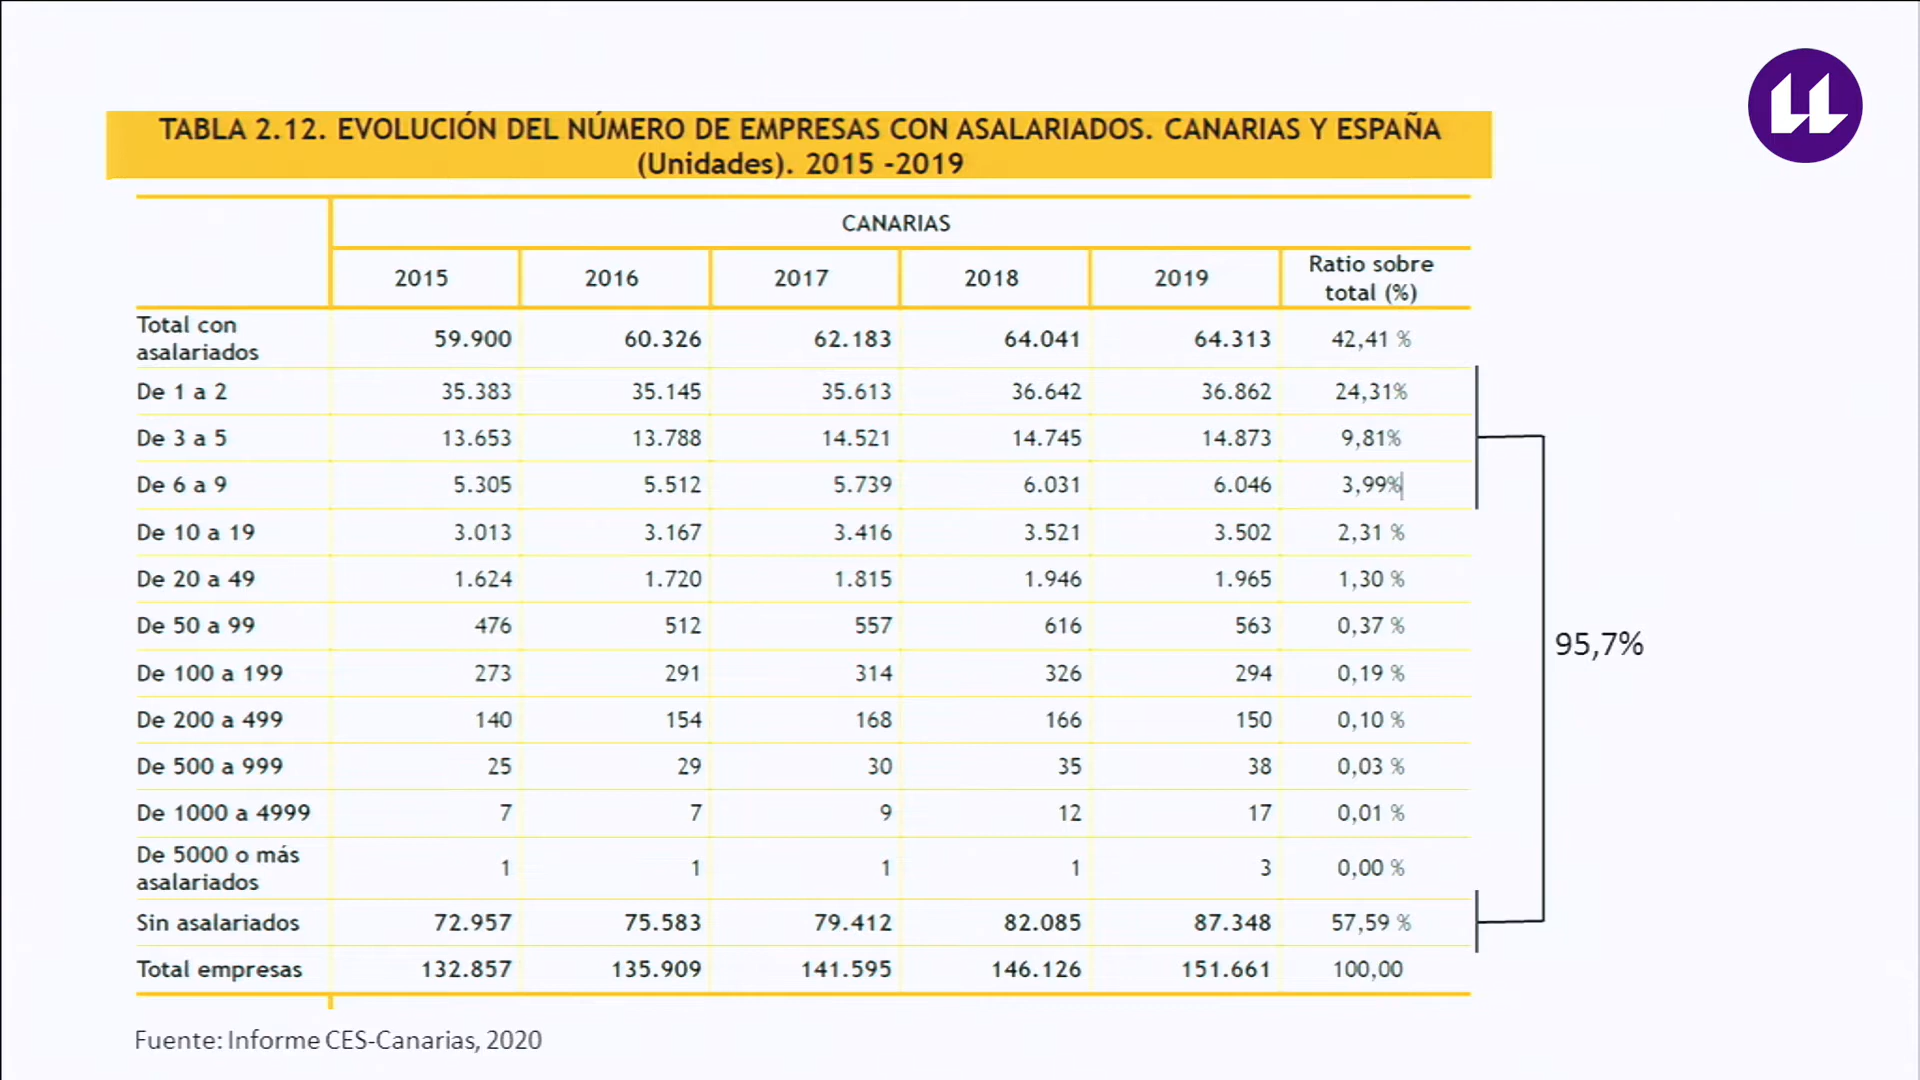 TABLA 2.12. EVOLUCIÓN DEL NÚMERO DE EMPRESAS CON ASALARIADOS. CANARIAS Y ESPAÑA
(Unidades). 2015 -2019
CANARIAS
2015 2016 2017 2018 2019 Ratio sobre total (%)
Total con asalariados 59.900 60.326 62.183 64.041 64.313 42,41 %
De 1 a 2 35.383 35.145 35.613 36.642 36.862 24,31%
De 3 a 5 13.653 13.788 14.521 14.745 14.873 9,81%
De 6 a 9 5.305 5.512 5.739 6.031 6.046 3,99%
De 10 a 19 3.013 3.167 3.416 3.521 3.502 2,31 %
De 20 a 49 1.624 1.720 1.815 1.946 1.965 1,30 %
De 50 a 99 476 512 557 616 563 0,37 %
95,7%
De 100 a 199 273 291 314 326 294 0,19 %
De 200 a 499 140 154 168 166 150 0,10 %
De 500 a 999 25 29 30 35 38 0,03 %
De 1000 a 4999 7 7 9 12 17 0,01 %
De 5000 o más asalariados 1 1 1 1 3 0,00 %
Sin asalariados 72.957 75.583 79.412 82.085 87.348 57,59 %
Total empresas 132.857 135.909 141.595 146.126 151.661 100,00
Fuente: Informe CES-Canarias, 2020